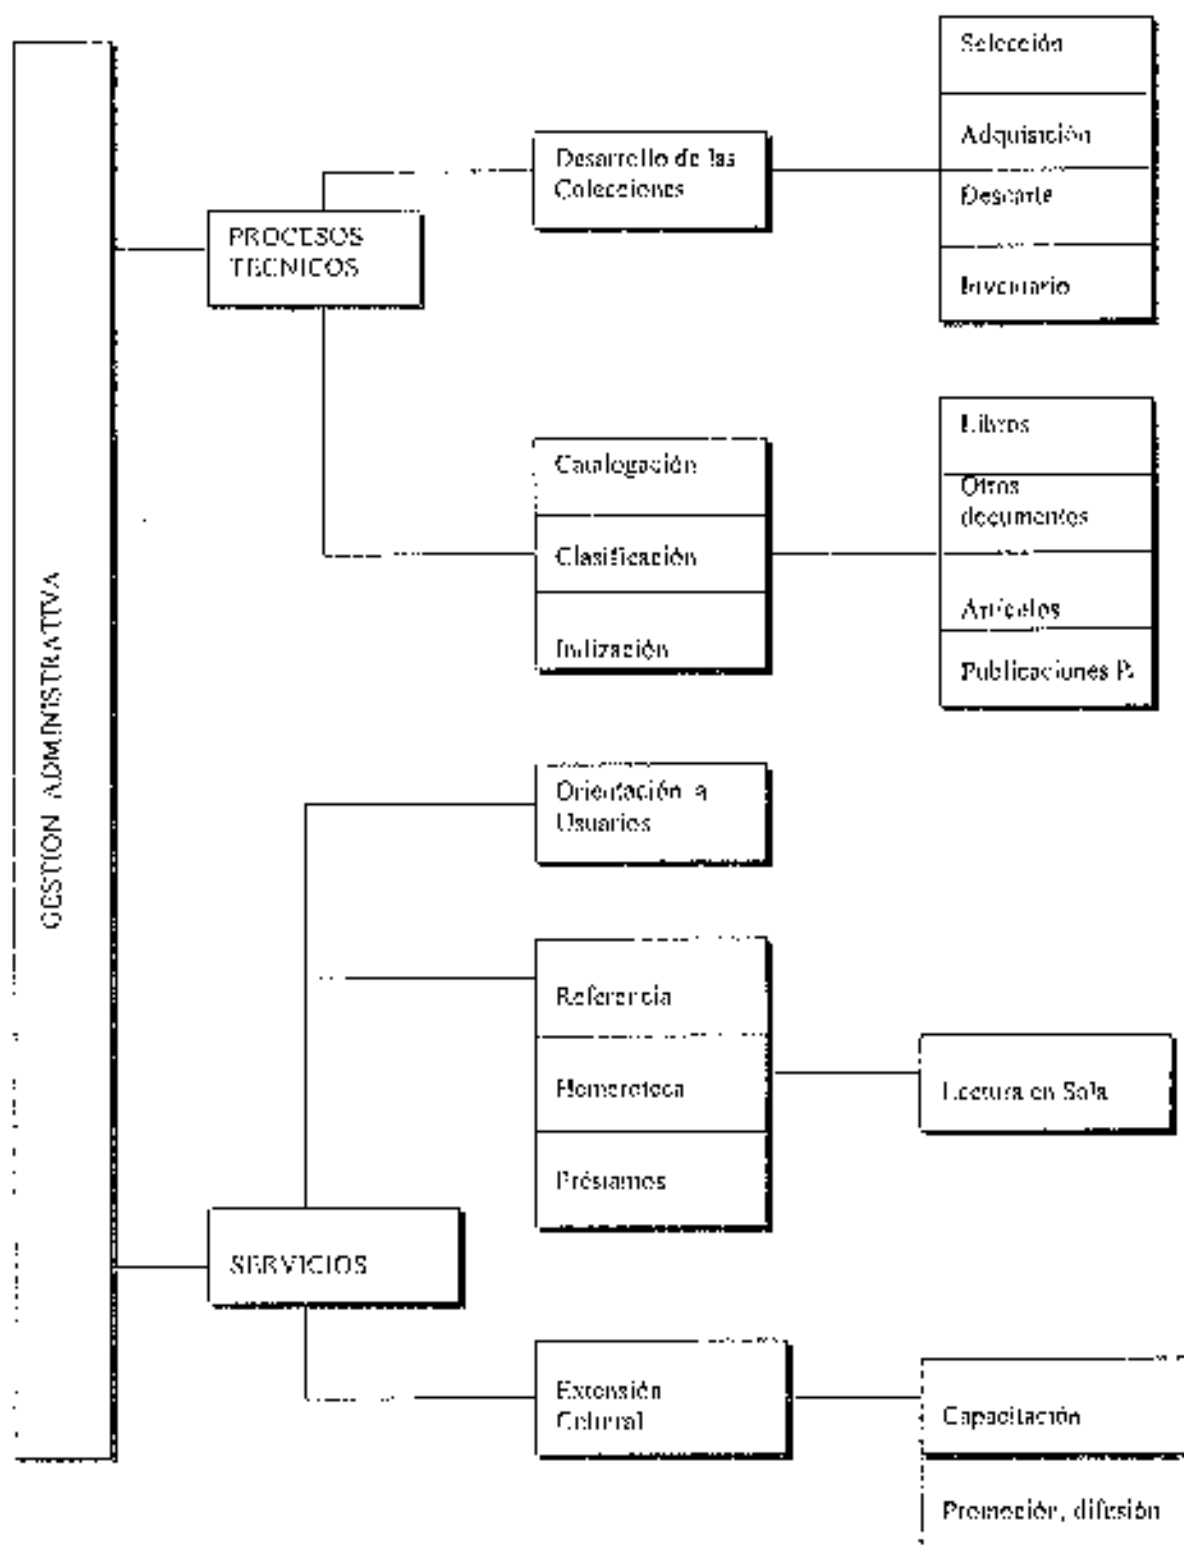 GESTION ADMINISTRATIVA
PROCESOS
TECNICOS
Desarrollo de las
Colecciones
Selección
Adquisición
Descarte
Inventario
Catalogación
Clasificación
Indización
Libros
Otros
documentos
Artículos
Publicaciones P.
SERVICIOS
Orientación a
Usuarios
Referencia
Hemeroteca
Préstamos
Lectura en Sala
Extensión
Cultural
Capacitación
Promoción, difusión